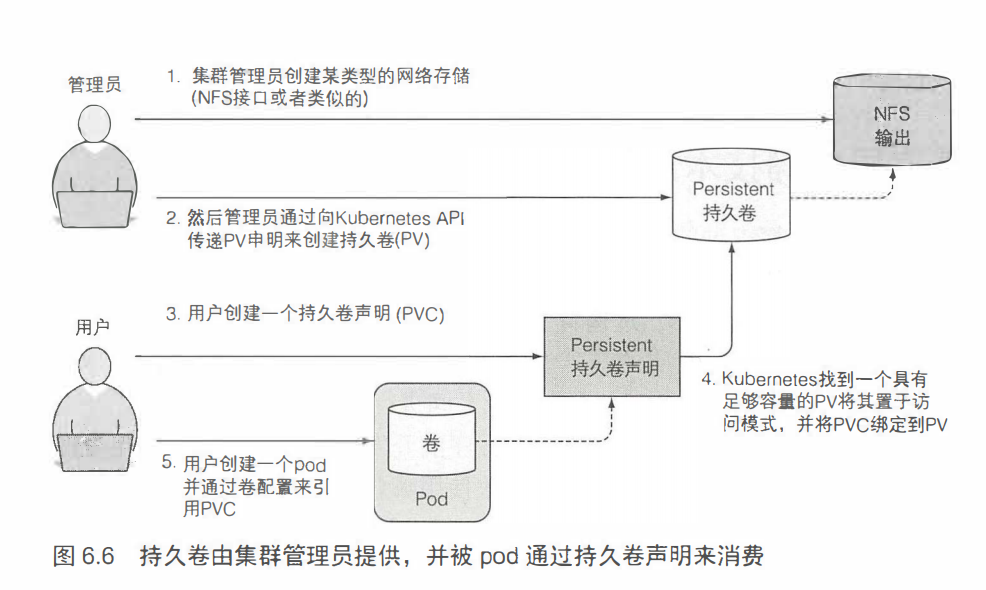 管理员
1. 集群管理员创建某类型的网络存储
(NFS接口或者类似的)
NFS
输出
Persistent
持久卷
2. 然后管理员通过向Kubernetes API
传递PV申明来创建持久卷(PV)
用户
3. 用户创建一个持久卷声明 (PVC)
Persistent
持久卷声明
4. Kubernetes找到一个具有
足够容量的PV将其置于访
问模式，并将PVC绑定到PV
卷
Pod
5. 用户创建一个pod
并通过卷配置来引
用PVC
图 6.6 持久卷由集群管理员提供，并被 pod 通过持久卷声明来消费